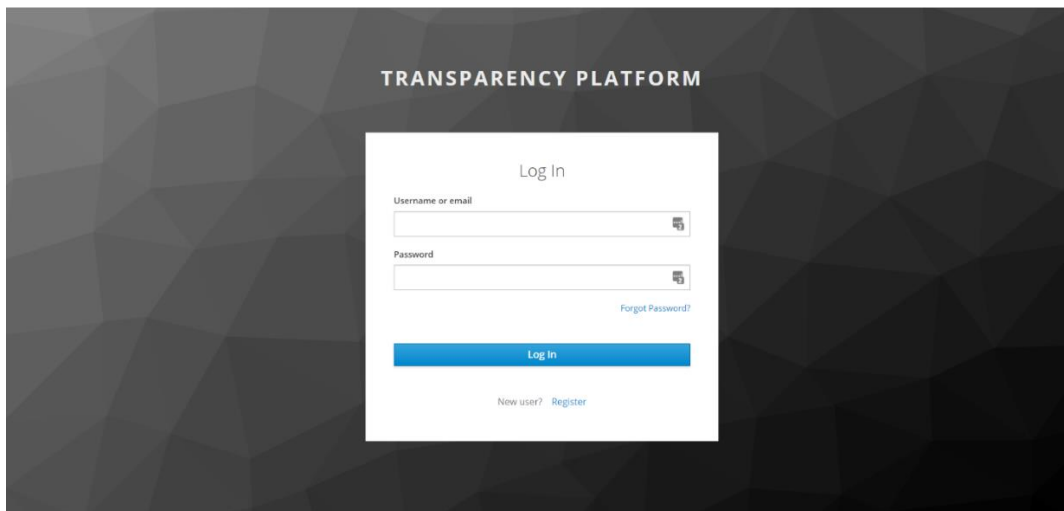 TRANSPARENCY PLATFORM
Log In
Username or email
Password
Forgot Password?
Log In
New user? Register